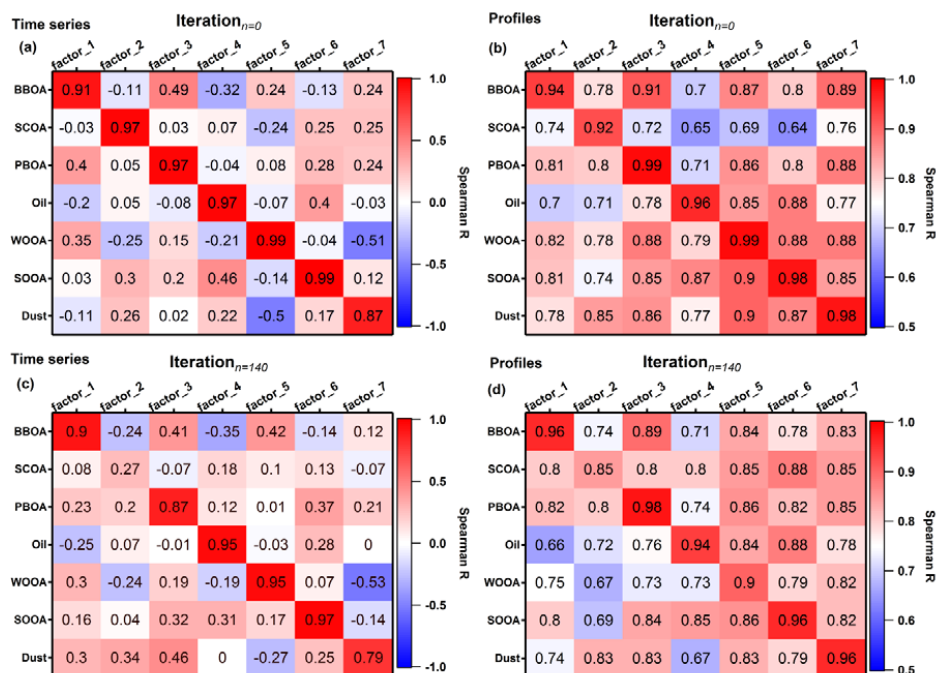 Time series Iteration n=0
(a) factor_1 factor_2 factor_3 factor_4 factor_5 factor_6 factor_7
BBOA 0.91 -0.11 0.49 -0.32 0.24 -0.13 0.24
SCOA -0.03 0.97 0.03 0.07 -0.24 0.25 0.25
PBOA 0.4 0.05 0.97 -0.04 0.08 0.28 0.24
Oil -0.2 0.05 -0.08 0.97 -0.07 0.4 -0.03
WOOA 0.35 -0.25 0.15 -0.21 0.99 -0.04 -0.51
SOOA 0.03 0.3 0.2 0.46 -0.14 0.99 0.12
Dust -0.11 0.26 0.02 0.22 -0.5 0.17 0.87
1.0
0.5
0.0
-0.5
-1.0
Spearman R
Profiles Iteration n=0
(b) factor_1 factor_2 factor_3 factor_4 factor_5 factor_6 factor_7
BBOA 0.94 0.78 0.91 0.7 0.87 0.8 0.89
SCOA 0.74 0.92 0.72 0.65 0.69 0.64 0.76
PBOA 0.81 0.8 0.99 0.71 0.86 0.8 0.88
Oil 0.7 0.71 0.78 0.96 0.85 0.88 0.77
WOOA 0.82 0.78 0.88 0.79 0.99 0.88 0.88
SOOA 0.81 0.74 0.85 0.87 0.9 0.98 0.85
Dust 0.78 0.85 0.86 0.77 0.9 0.87 0.98
1.0
0.9
0.8
0.7
0.6
0.5
Spearman R
Time series Iteration n=140
(c) factor_1 factor_2 factor_3 factor_4 factor_5 factor_6 factor_7
BBOA 0.9 -0.24 0.41 -0.35 0.42 -0.14 0.12
SCOA 0.08 0.27 -0.07 0.18 0.1 0.13 -0.07
PBOA 0.23 0.2 0.87 0.12 0.01 0.37 0.21
Oil -0.25 0.07 -0.01 0.95 -0.03 0.28 0
WOOA 0.3 -0.24 0.19 -0.19 0.95 0.07 -0.53
SOOA 0.16 0.04 0.32 0.31 0.17 0.97 -0.14
Dust 0.3 0.34 0.46 0 -0.27 0.25 0.79
1.0
0.5
0.0
-0.5
-1.0
Spearman R
Profiles Iteration n=140
(d) factor_1 factor_2 factor_3 factor_4 factor_5 factor_6 factor_7
BBOA 0.96 0.74 0.89 0.71 0.84 0.78 0.83
SCOA 0.8 0.85 0.8 0.8 0.85 0.88 0.85
PBOA 0.82 0.8 0.98 0.74 0.86 0.82 0.85
Oil 0.66 0.72 0.76 0.94 0.84 0.88 0.78
WOOA 0.75 0.67 0.73 0.73 0.9 0.79 0.82
SOOA 0.8 0.69 0.84 0.85 0.86 0.96 0.82
Dust 0.74 0.83 0.83 0.67 0.83 0.79 0.96
1.0
0.9
0.8
0.7
0.6
0.5
Spearman R